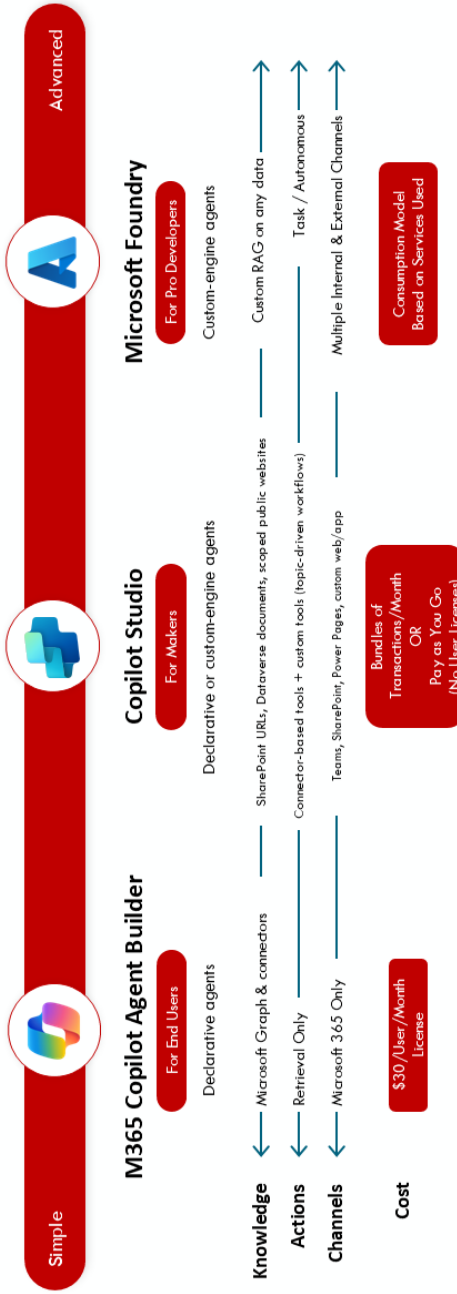 Simple
Advanced
M365 Copilot Agent Builder
Copilot Studio
Microsoft Foundry
For End Users
For Makers
For Pro Developers
Declarative agents
Declarative or custom-engine agents
Custom-engine agents
Knowledge
Microsoft Graph & connectors
SharePoint URLs, Dataverse documents, scoped public websites
Custom RAG on any data
Actions
Retrieval Only
Connector-based tools + custom tools (topic-driven workflows)
Task / Autonomous
Channels
Microsoft 365 Only
Teams, SharePoint, Power Pages, custom web/app
Multiple Internal & External Channels
Cost
$30/User/Month
License
Bundles of
Transactions/Month
OR
Pay as You Go
(No User Licenses)
Consumption Model
Based on Services Used